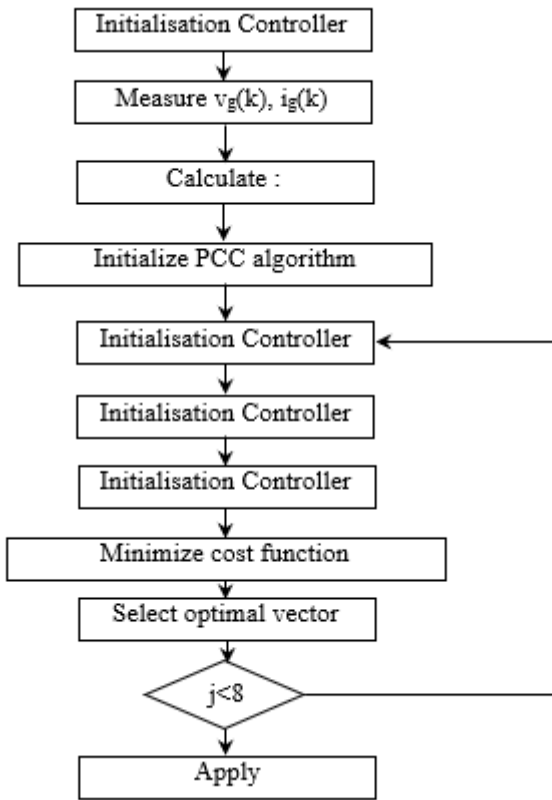 Initialisation Controller
Measure vg(k), ig(k)
Calculate :
Initialize PCC algorithm
Initialisation Controller
Initialisation Controller
Initialisation Controller
Minimize cost function
Select optimal vector
j<8
Apply